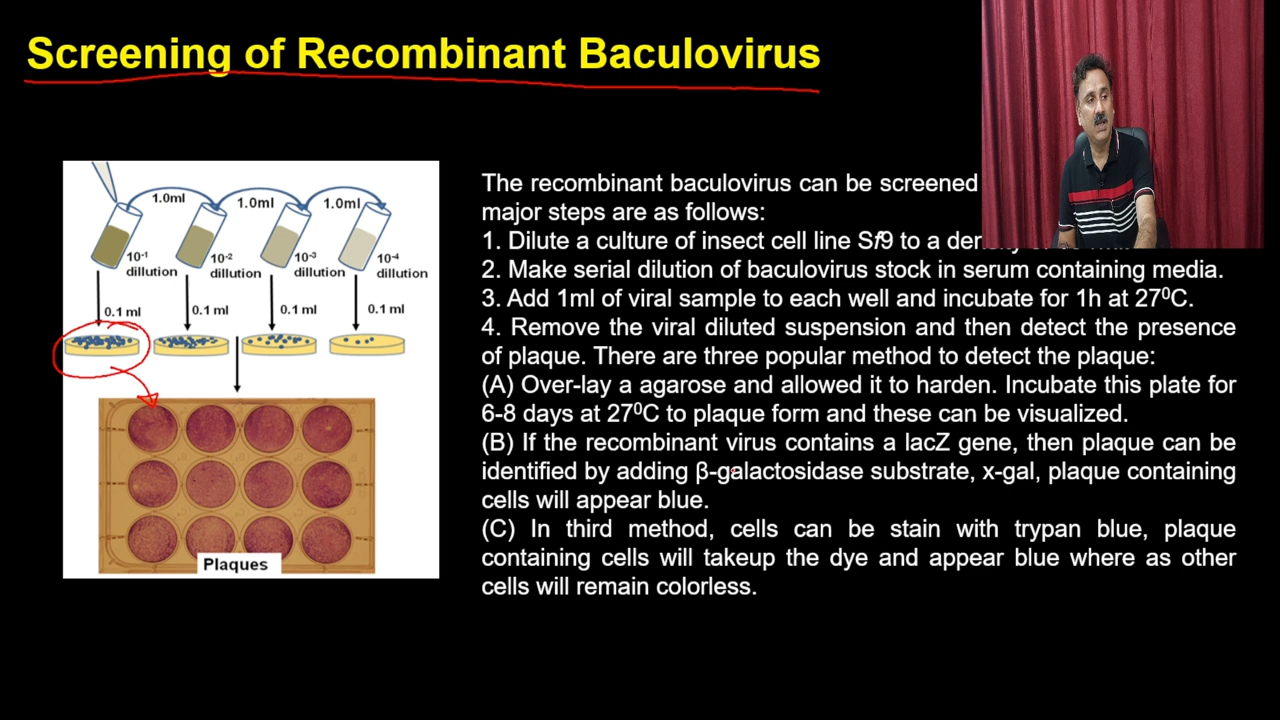 Screening of Recombinant Baculovirus
1.0ml
1.0ml
1.0ml
10-1
dillution
10-2
dillution
10-3
dillution
10-4
dillution
0.1 ml
0.1 ml
0.1 ml
0.1 ml
Plaques
The recombinant baculovirus can be screened
major steps are as follows:
1. Dilute a culture of insect cell line Sf9 to a
2. Make serial dilution of baculovirus stock in serum containing media.
3. Add 1ml of viral sample to each well and incubate for 1h at 27⁰C.
4. Remove the viral diluted suspension and then detect the presence
of plaque. There are three popular method to detect the plaque:
(A) Over-lay a agarose and allowed it to harden. Incubate this plate for
6-8 days at 27⁰C to plaque form and these can be visualized.
(B) If the recombinant virus contains a lacZ gene, then plaque can be
identified by adding β-galactosidase substrate, x-gal, plaque containing
cells will appear blue.
(C) In third method, cells can be stain with trypan blue, plaque
containing cells will takeup the dye and appear blue where as other
cells will remain colorless.